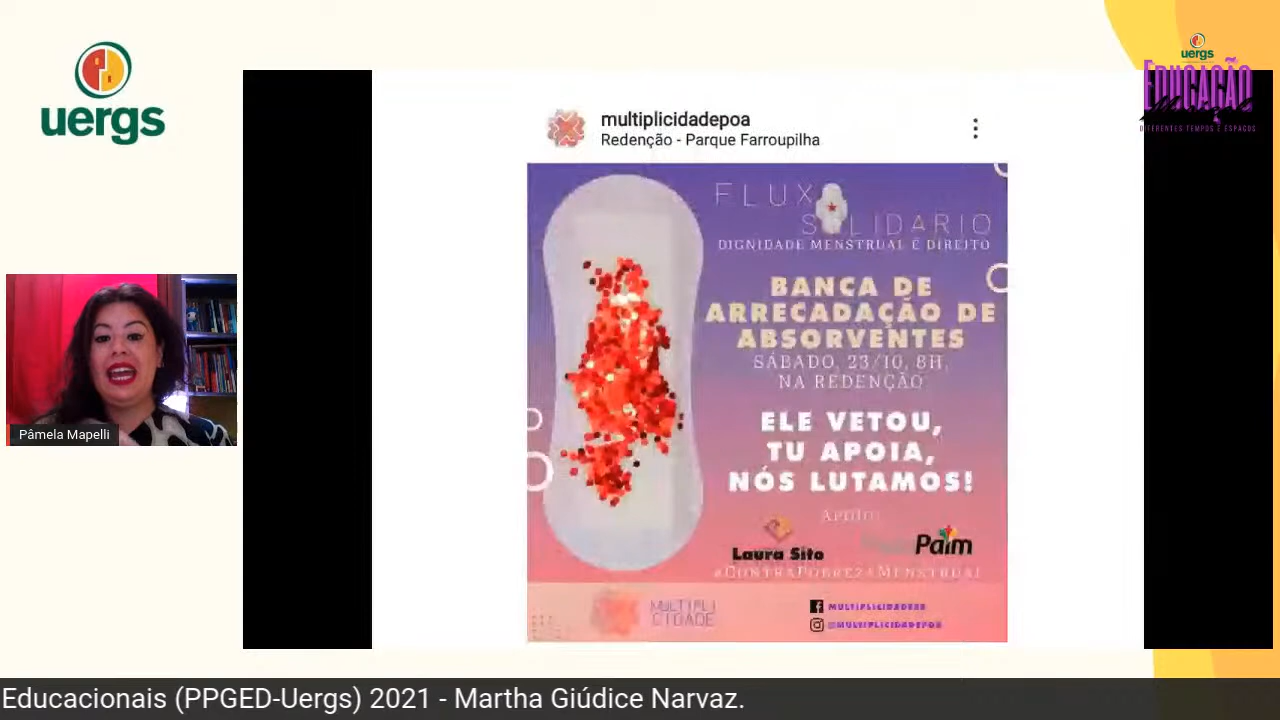 uergs
uergs
EDUCAÇÃO
DIFERENTES TEMPOS E ESPAÇOS
multiplicidadepoa
Redenção - Parque Farroupilha
FLUXO
SOLIDÁRIO
DIGNIDADE MENSTRUAL É DIREITO
BANCA DE
ARRECADAÇÃO DE
ABSORVENTES
SÁBADO, 23/10, 8H,
NA REDENÇÃO
ELE VETOU,
TU APOIA,
NÓS LUTAMOS!
APOIO:
Laura Sito
Paim
#CONTRAPOBREZAMENSTRUAL
MULTIPLI
CIDADE
@MULTIPLICIDADEPOA
Pâmela Mapelli
Educacionais (PPGED-Uergs) 2021 - Martha Giúdice Narvaz.